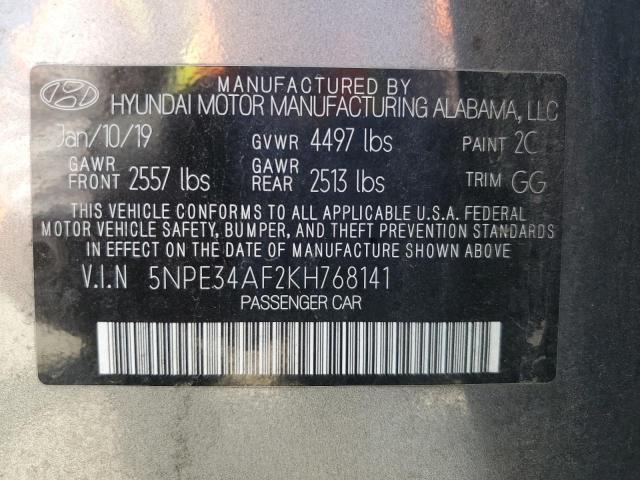 MANUFACTURED BY
HYUNDAI MOTOR MANUFACTURING ALABAMA, LLC
Jan/10/19 GVWR 4497 lbs PAINT 2C
GAWR FRONT 2557 lbs GAWR REAR 2513 lbs TRIM GG
THIS VEHICLE CONFORMS TO ALL APPLICABLE U.S.A. FEDERAL
MOTOR VEHICLE SAFETY, BUMPER, AND THEFT PREVENTION STANDARDS
IN EFFECT ON THE DATE OF MANUFACTURE SHOWN ABOVE.
V.I.N 5NPE34AF2KH768141
PASSENGER CAR